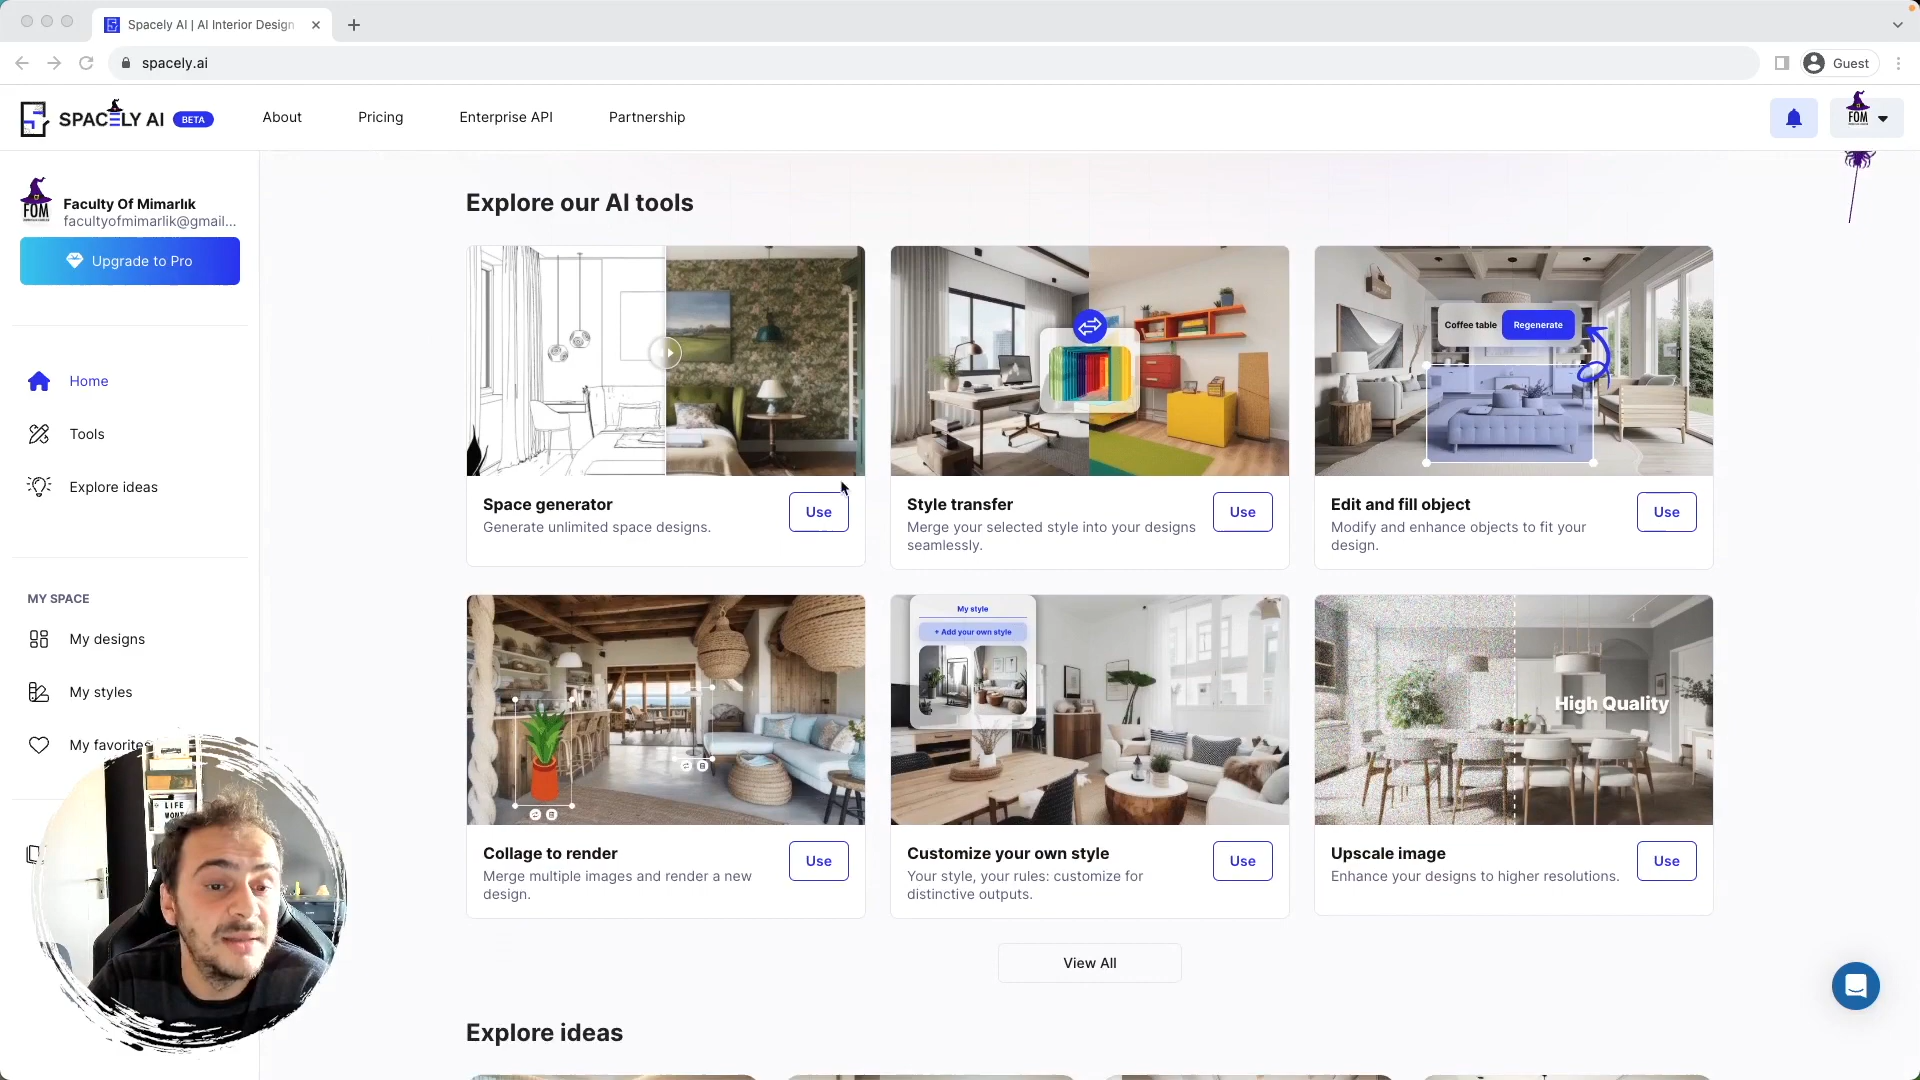 Spacely AI | AI Interior Design
spacely.ai
Guest
SPACELY AI BETA
About
Pricing
Enterprise API
Partnership
FOM
FOM
Faculty Of Mimarlık
facultyofmimarlik@gmail...
Upgrade to Pro
Home
Tools
Explore ideas
MY SPACE
My designs
My styles
My favorites
LIFE
WONT
Explore our AI tools
Space generator
Generate unlimited space designs.
Use
Style transfer
Merge your selected style into your designs
seamlessly.
Use
Coffee table
Regenerate
Edit and fill object
Modify and enhance objects to fit your
design.
Use
Collage to render
Merge multiple images and render a new
design.
Use
My style
+ Add your own style
Customize your own style
Your style, your rules: customize for
distinctive outputs.
Use
High Quality
Upscale image
Enhance your designs to higher resolutions.
Use
View All
Explore ideas